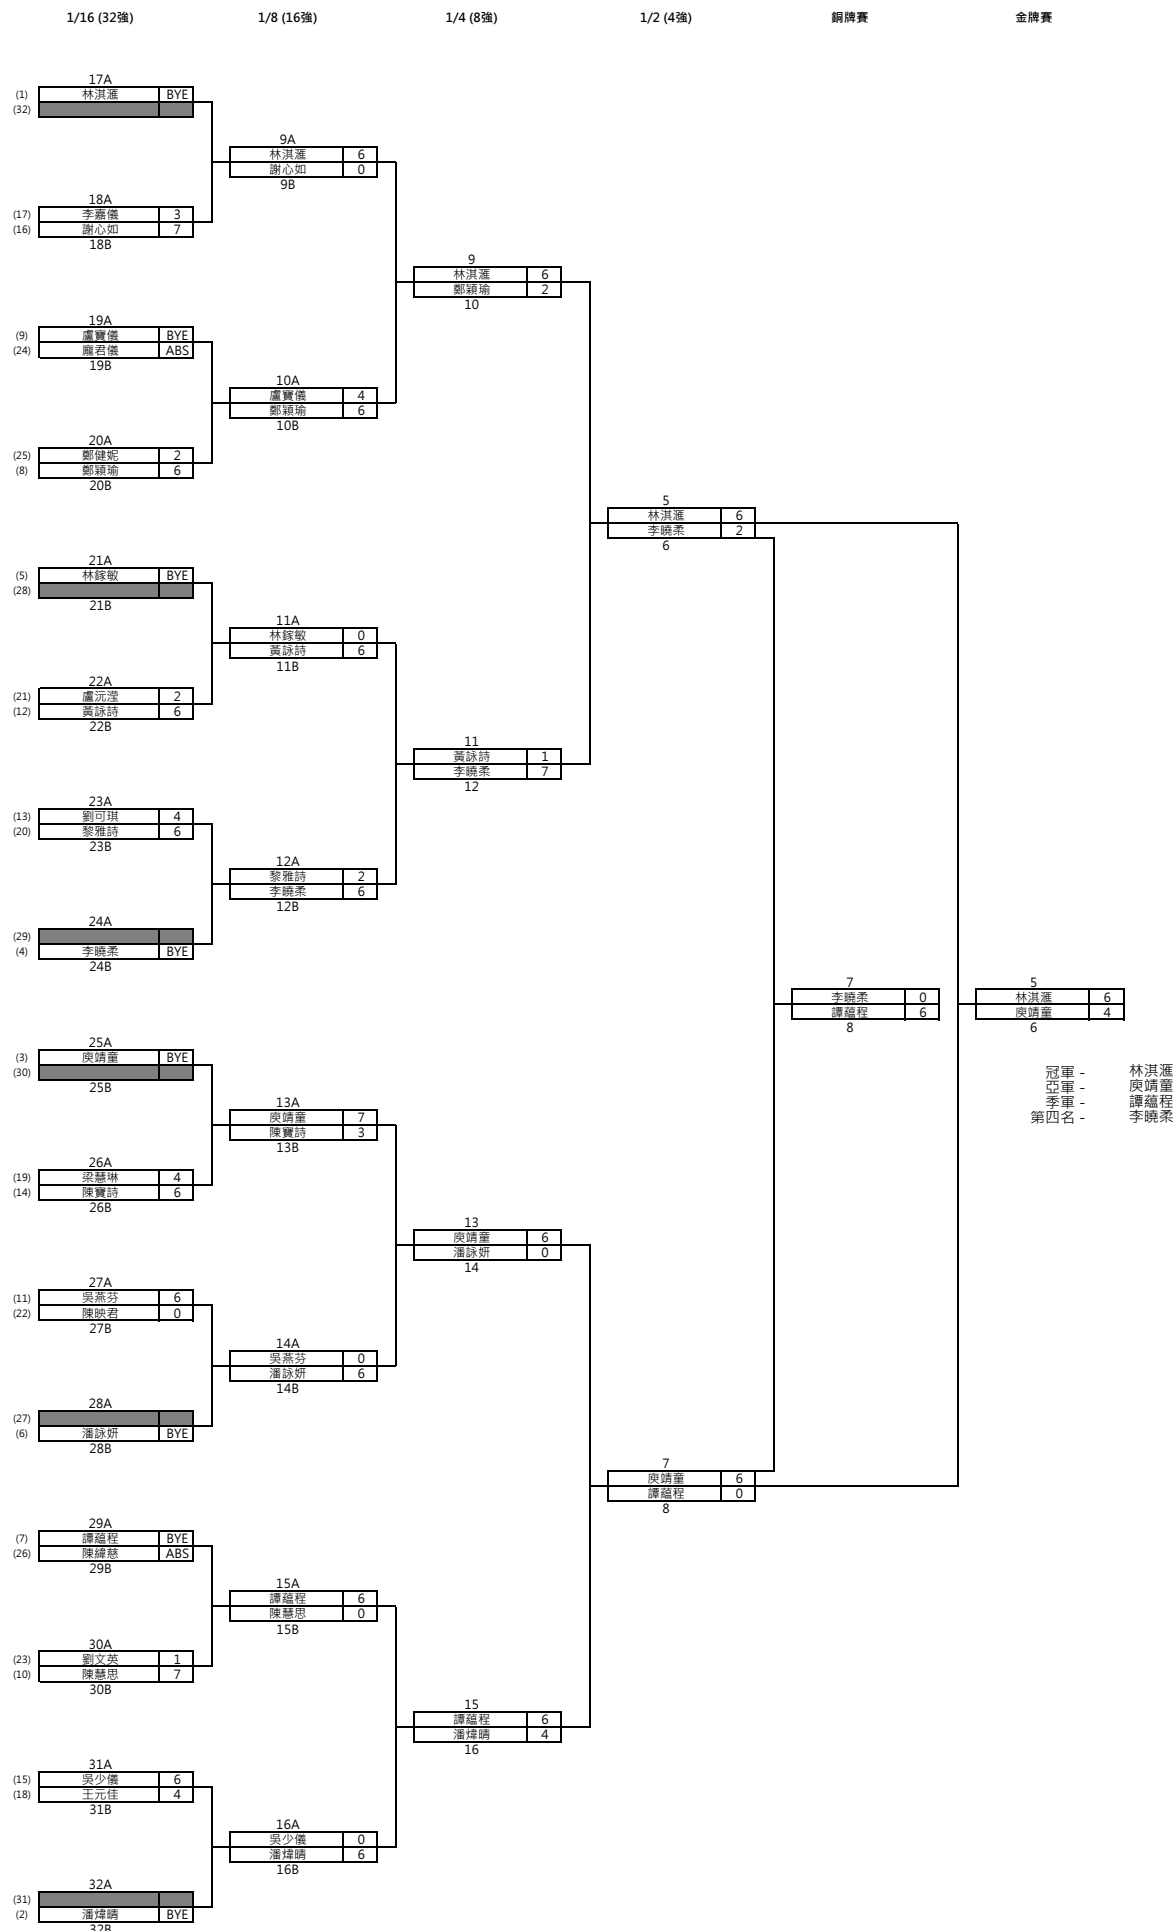 1/16 (32強) 1/8 (16強) 1/4 (8強) 1/2 (4強) 銅牌賽 金牌賽
17A
(1) 林淇滙 BYE
(32)
9A
林淇滙 6
謝心如 0
9B
18A
(17) 李嘉儀 3
(16) 謝心如 7
18B
9
林淇滙 6
鄭穎瑜 2
10
19A
(9) 盧寶儀 BYE
(24) 龐君儀 ABS
19B
10A
盧寶儀 4
鄭穎瑜 6
10B
20A
(25) 鄭健妮 2
(8) 鄭穎瑜 6
20B
5
林淇滙 6
李曉柔 2
6
21A
(5) 林鎵敏 BYE
(28)
21B
11A
林鎵敏 0
黃詠詩 6
11B
22A
(21) 盧沅滢 2
(12) 黃詠詩 6
22B
11
黃詠詩 1
李曉柔 7
12
23A
(13) 劉可琪 4
(20) 黎雅詩 6
23B
12A
黎雅詩 2
李曉柔 6
12B
24A
(29)
(4) 李曉柔 BYE
24B
7
李曉柔 0
譚蘊程 6
8
5
林淇滙 6
庾靖童 4
6
25A
(3) 庾靖童 BYE
(30)
25B
冠軍 - 林淇滙
亞軍 - 庾靖童
季軍 - 譚蘊程
第四名 - 李曉柔
13A
庾靖童 7
陳寶詩 3
13B
26A
(19) 梁慧琳 4
(14) 陳寶詩 6
26B
13
庾靖童 6
潘詠妍 0
14
27A
(11) 吳燕芬 6
(22) 陳映君 0
27B
14A
吳燕芬 0
潘詠妍 6
14B
28A
(27)
(6) 潘詠妍 BYE
28B
7
庾靖童 6
譚蘊程 0
8
29A
(7) 譚蘊程 BYE
(26) 陳緯慈 ABS
29B
15A
譚蘊程 6
陳慧思 0
15B
30A
(23) 劉文英 1
(10) 陳慧思 7
30B
15
譚蘊程 6
潘煒晴 4
16
31A
(15) 吳少儀 6
(18) 王元佳 4
31B
16A
吳少儀 0
潘煒晴 6
16B
32A
(31)
(2) 潘煒晴 BYE
32B